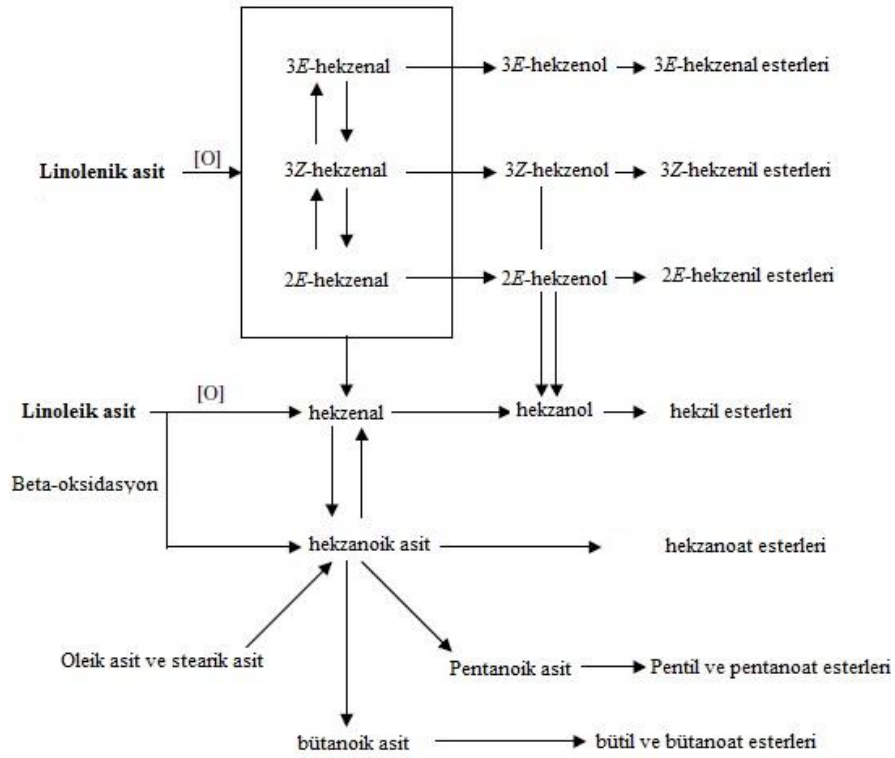 3E-hekzenal 3E-hekzenol 3E-hekzenal esterleri
Linolenik asit [O] 3Z-hekzenal 3Z-hekzenol 3Z-hekzenil esterleri
2E-hekzenal 2E-hekzenol 2E-hekzenil esterleri
Linoleik asit [O] hekzenal hekzanol hekzil esterleri
Beta-oksidasyon
hekzanoik asit hekzanoat esterleri
Oleik asit ve stearik asit Pentanoik asit Pentil ve pentanoat esterleri
bütanoik asit bütil ve bütanoat esterleri